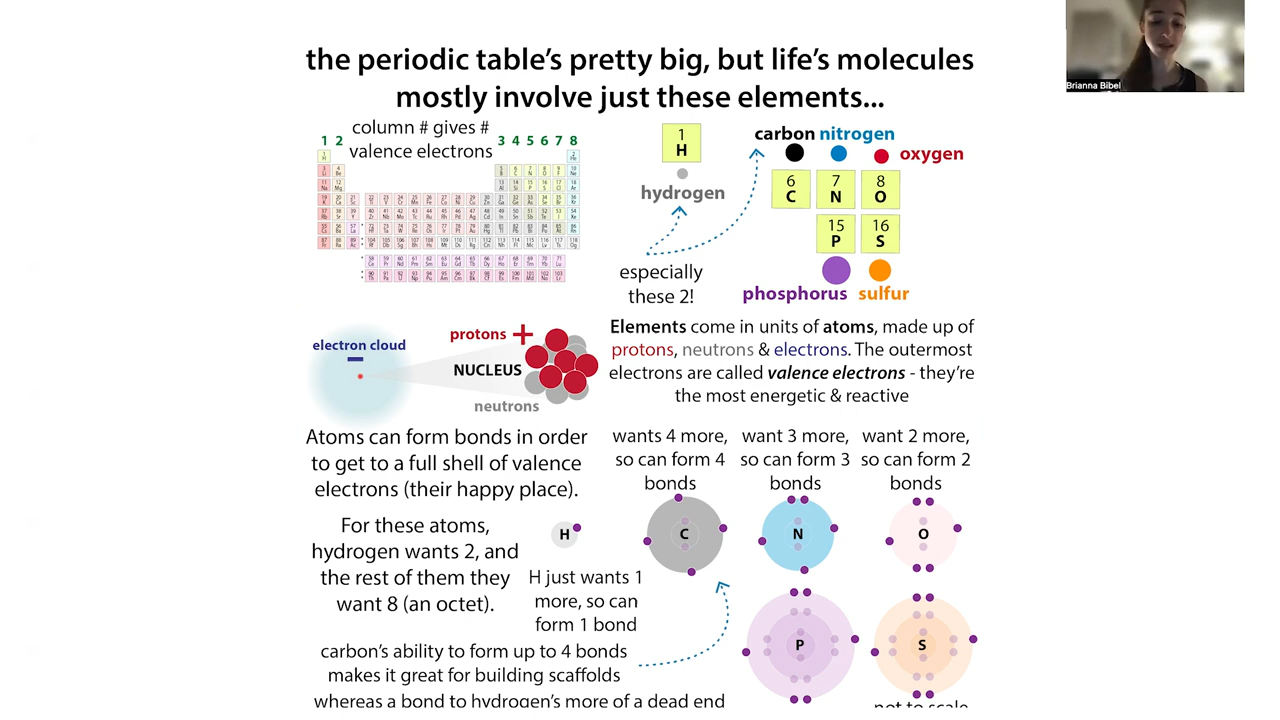 Brianna Bibel
the periodic table's pretty big, but life's molecules
mostly involve just these elements...
column # gives #
valence electrons
1 2 3 4 5 6 7 8
1
H
hydrogen
especially
these 2!
carbon nitrogen
oxygen
6 7 8
C N O
15 16
P S
phosphorus sulfur
electron cloud
protons +
NUCLEUS
neutrons
Elements come in units of atoms, made up of
protons, neutrons & electrons. The outermost
electrons are called valence electrons - they're
the most energetic & reactive
Atoms can form bonds in order
to get to a full shell of valence
electrons (their happy place).
For these atoms,
hydrogen wants 2, and
the rest of them they
want 8 (an octet).
H
H just wants 1
more, so can
form 1 bond
wants 4 more,
so can form 4
bonds
want 3 more,
so can form 3
bonds
want 2 more,
so can form 2
bonds
C N O
P S
carbon's ability to form up to 4 bonds
makes it great for building scaffolds
whereas a bond to hydrogen's more of a dead end
not to scale